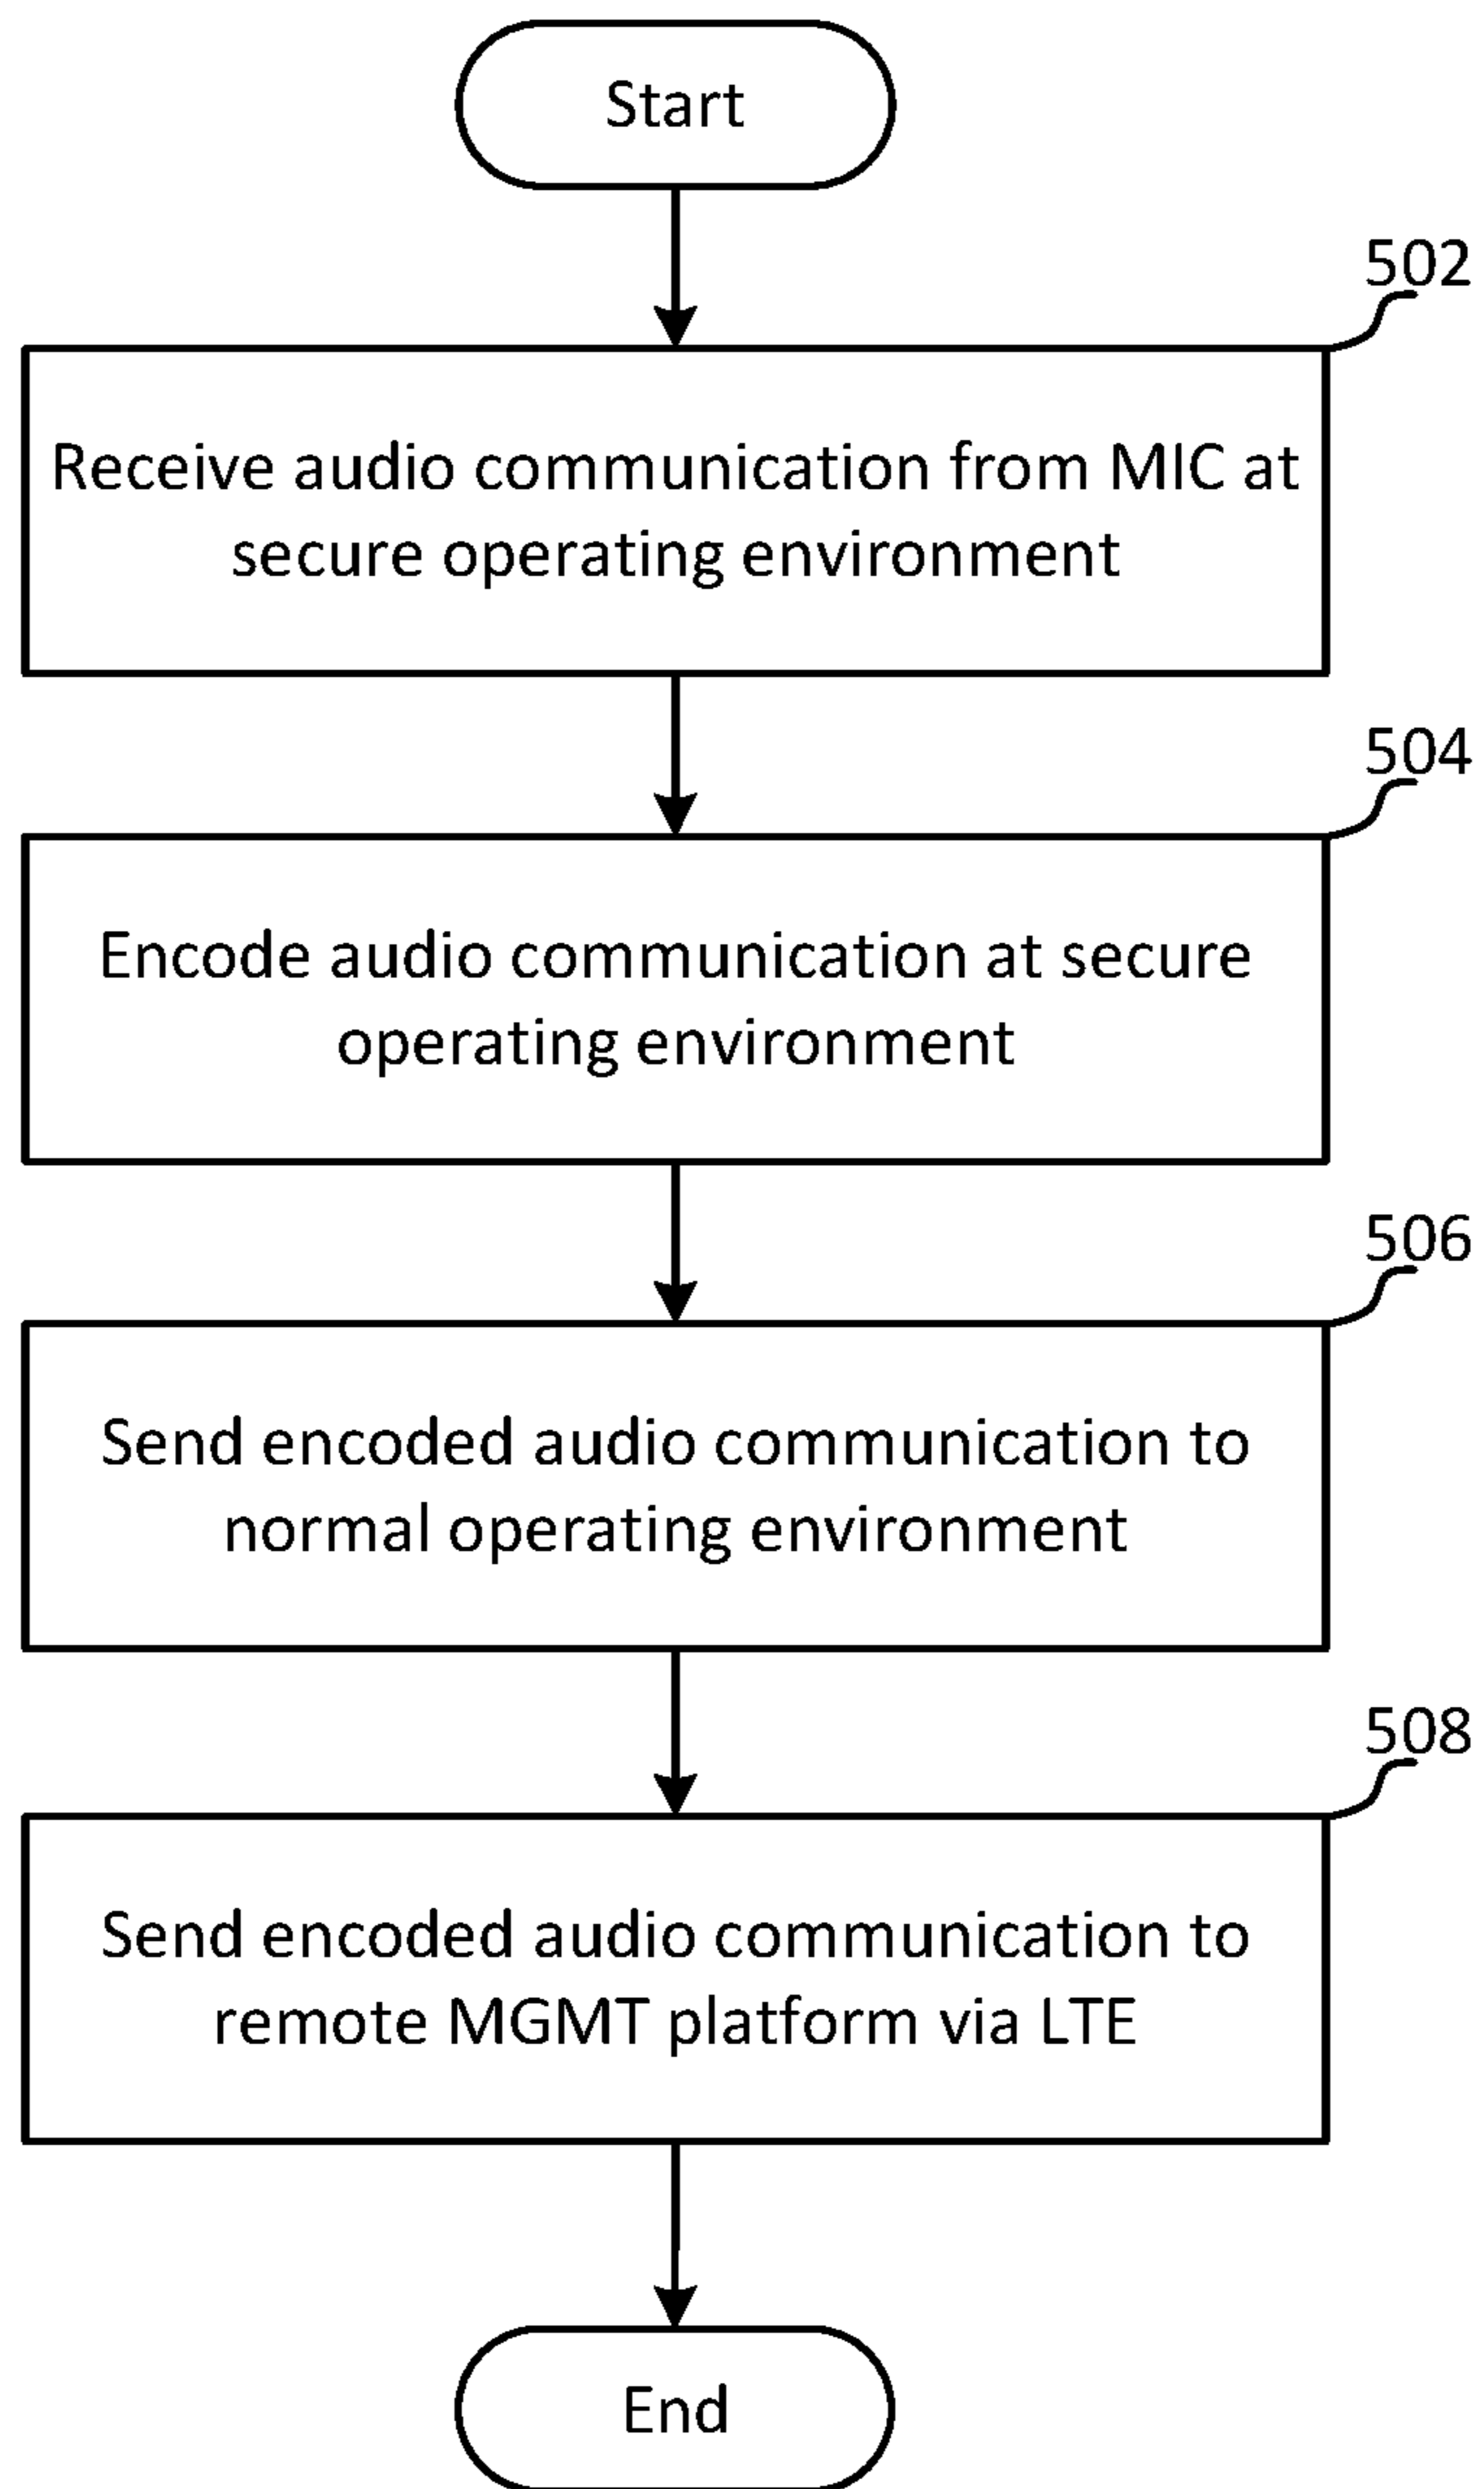 Start
502
Receive audio communication from MIC at
secure operating environment
504
Encode audio communication at secure
operating environment
506
Send encoded audio communication to
normal operating environment
508
Send encoded audio communication to
remote MGMT platform via LTE
End